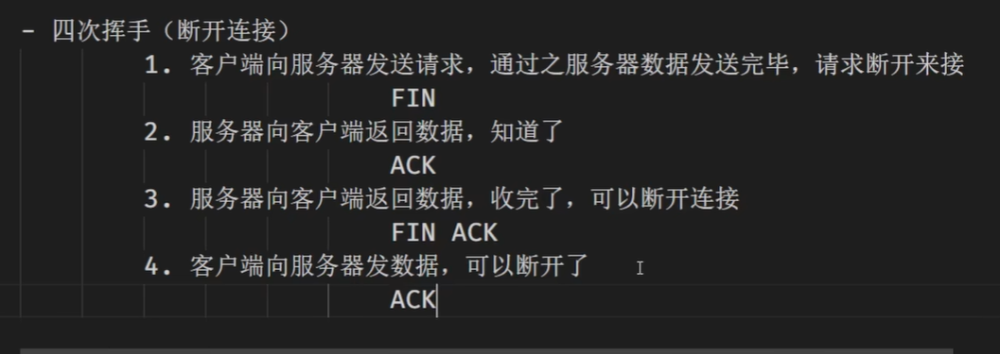 - 四次挥手（断开连接）
1. 客户端向服务器发送请求，通过之服务器数据发送完毕，请求断开来接
FIN
2. 服务器向客户端返回数据，知道了
ACK
3. 服务器向客户端返回数据，收完了，可以断开连接
FIN ACK
4. 客户端向服务器发数据，可以断开了
ACK